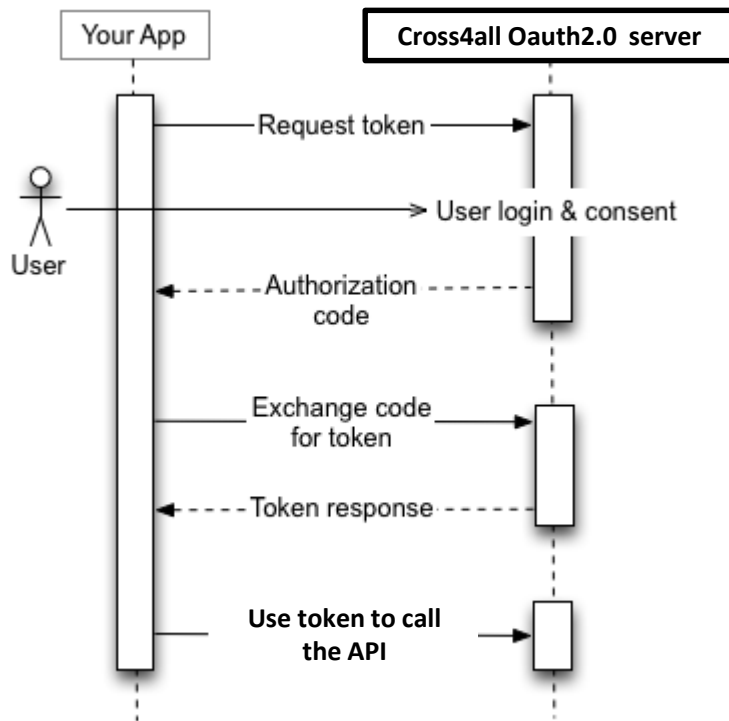 Your App
Cross4all Oauth2.0 server
Request token
User login & consent
User
Authorization
code
Exchange code
for token
Token response
Use token to call
the API